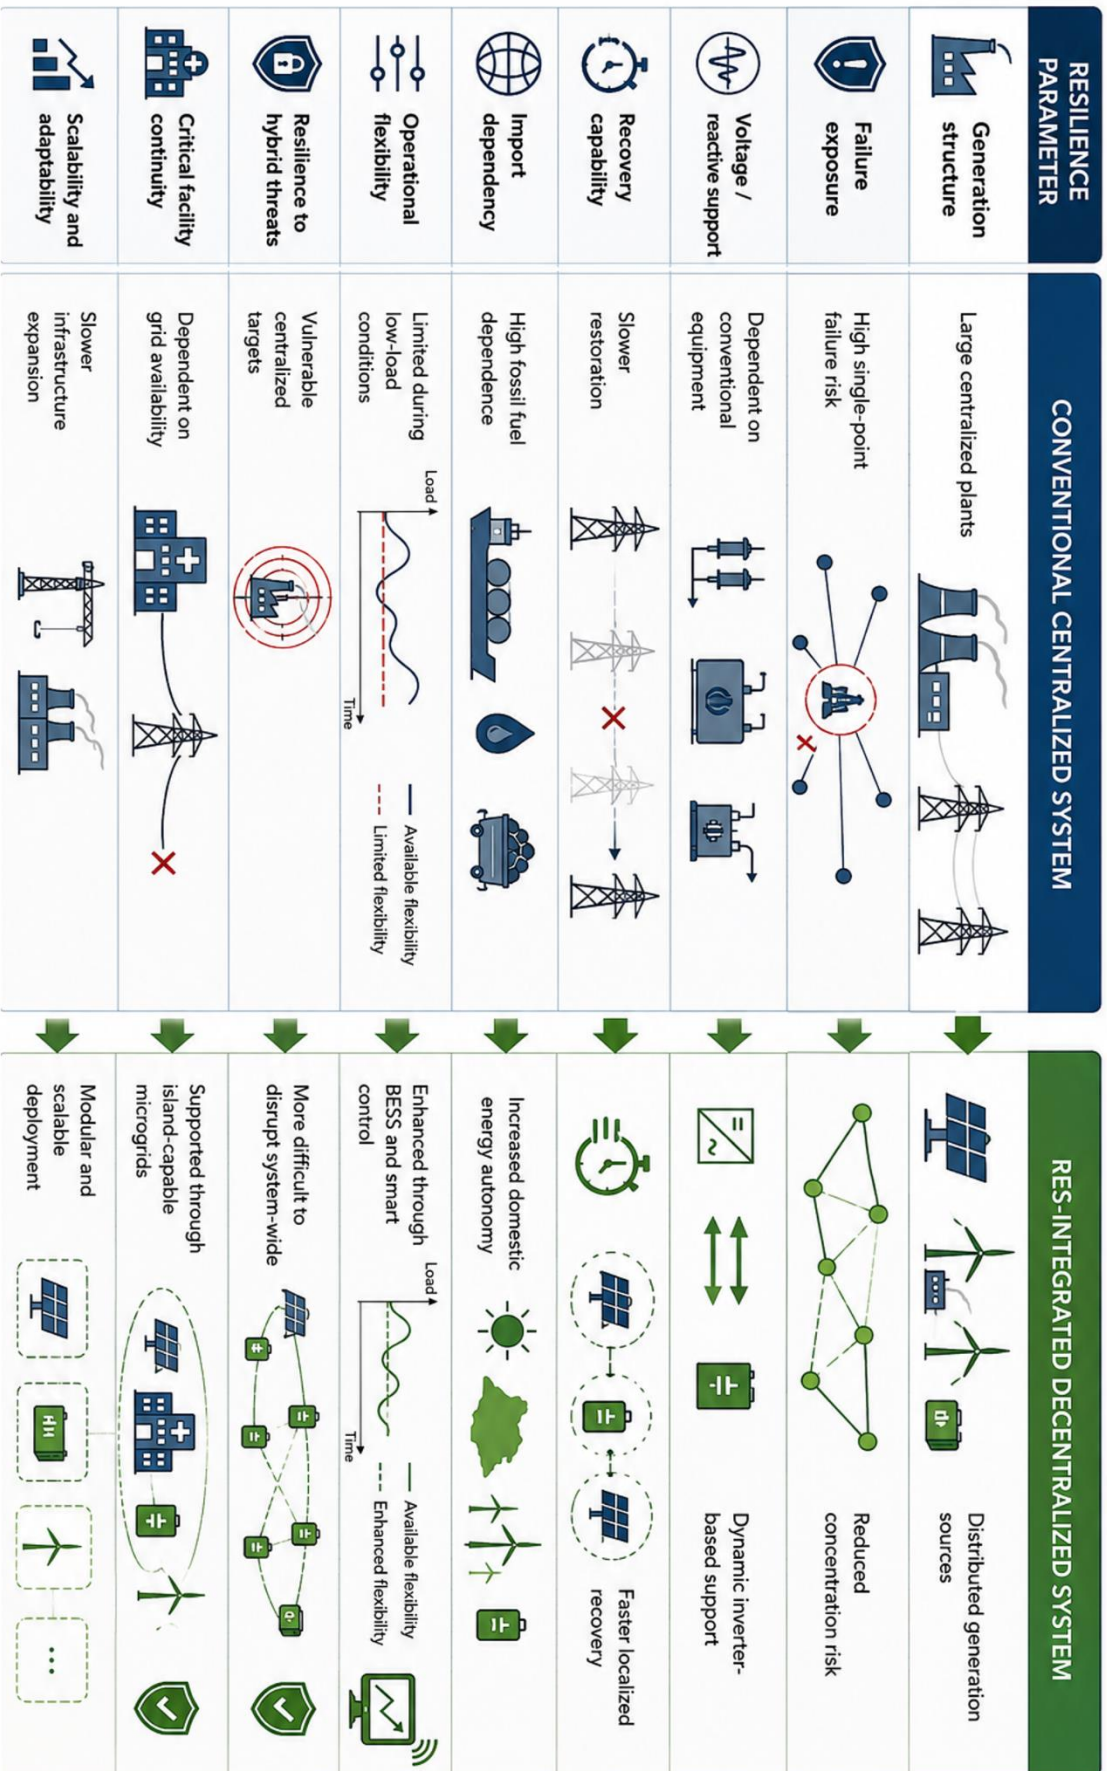 RESILIENCE
PARAMETER
CONVENTIONAL CENTRALIZED SYSTEM
RES-INTEGRATED DECENTRALIZED SYSTEM
Generation
structure
Large centralized plants
Distributed generation
sources
Failure
exposure
High single-point
failure risk
Reduced
concentration risk
Voltage /
reactive support
Dependent on
conventional
equipment
Dynamic inverter-
based support
Recovery
capability
Slower
restoration
Faster localized
recovery
Import
dependency
High fossil fuel
dependence
Increased domestic
energy autonomy
Operational
flexibility
Limited during
low-load
conditions
Load
Time
Available flexibility
Limited flexibility
Enhanced through
BESS and smart
control
Load
Time
Available flexibility
Enhanced flexibility
Resilience to
hybrid threats
Vulnerable
centralized
targets
More difficult to
disrupt system-wide
Critical facility
continuity
Dependent on
grid availability
Supported through
island-capable
microgrids
Scalability and
adaptability
Slower
infrastructure
expansion
Modular and
scalable
deployment
...